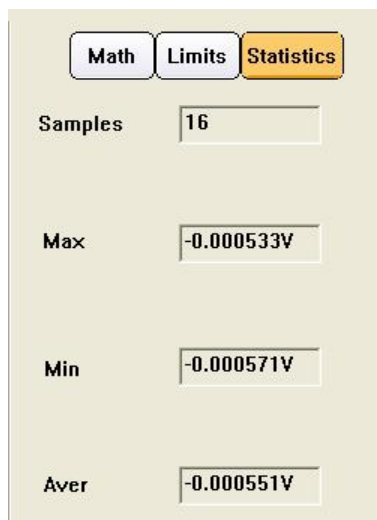 Math Limits Statistics
Samples 16
Max -0.000533V
Min -0.000571V
Aver -0.000551V